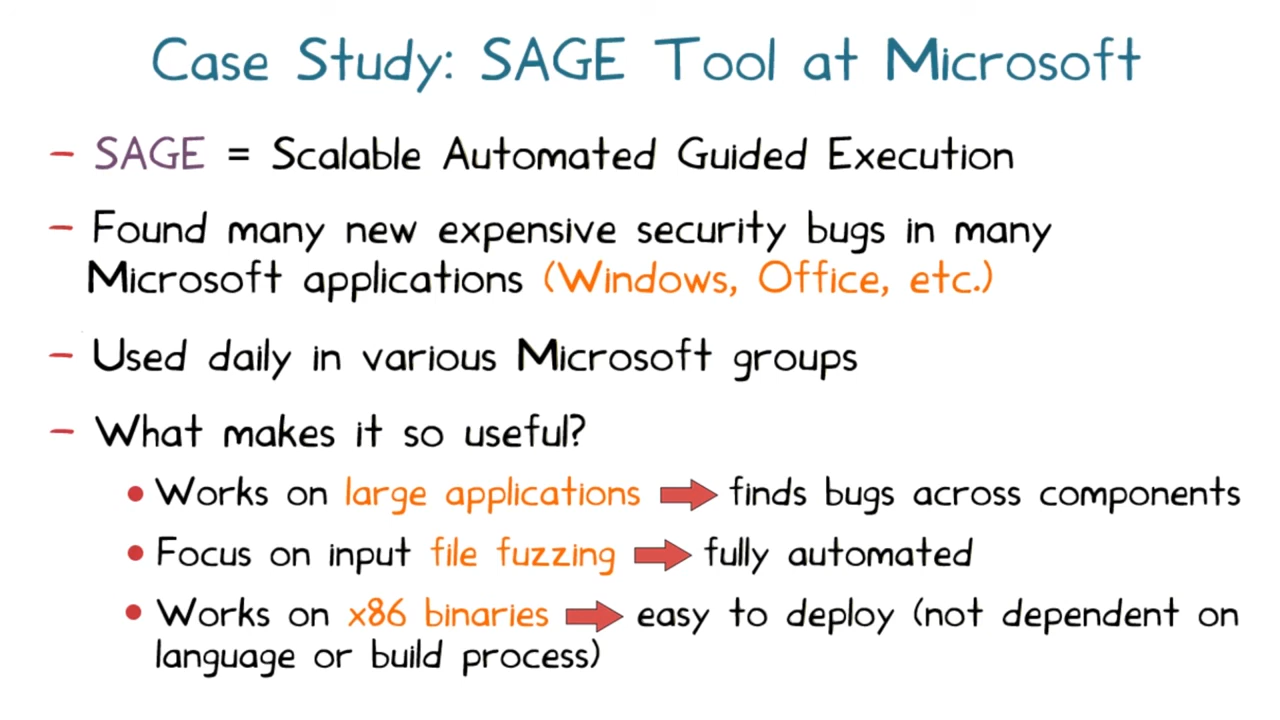 Case Study: SAGE Tool at Microsoft
- SAGE = Scalable Automated Guided Execution
- Found many new expensive security bugs in many
Microsoft applications (Windows, Office, etc.)
- Used daily in various Microsoft groups
- What makes it so useful?
• Works on large applications ➡ finds bugs across components
• Focus on input file fuzzing ➡ fully automated
• Works on x86 binaries ➡ easy to deploy (not dependent on
language or build process)